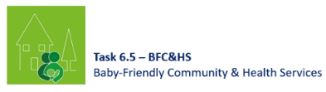 Task 6.5 – BFC&HS
Baby-Friendly Community & Health Services